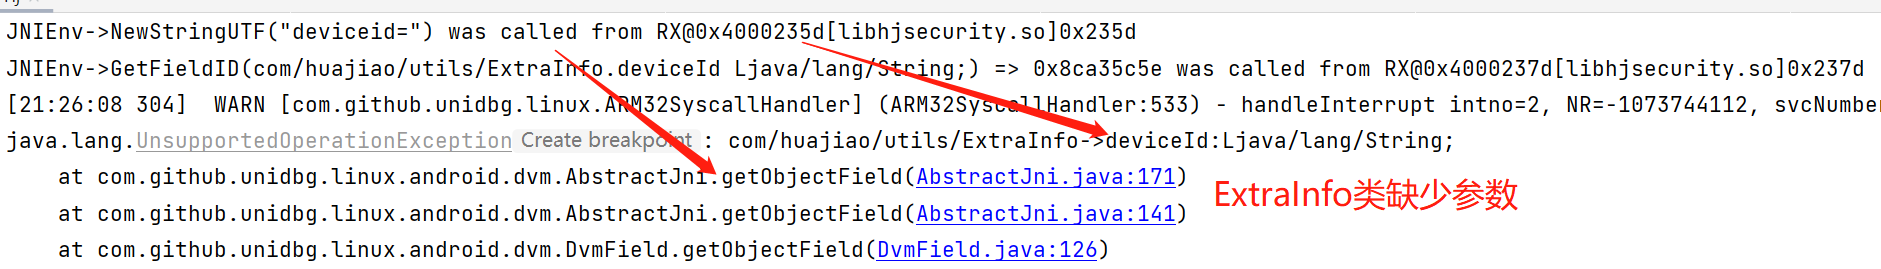 JNIEnv->NewStringUTF("deviceid=") was called from RX@0x4000235d[libhjsecurity.so]0x235d
JNIEnv->GetFieldID(com/huajiao/utils/ExtraInfo.deviceId Ljava/lang/String;) => 0x8ca35c5e was called from RX@0x4000237d[libhjsecurity.so]0x237d
[21:26:08 304]  WARN [com.github.unidbg.linux.ARM32SyscallHandler] (ARM32SyscallHandler:533) - handleInterrupt intno=2, NR=-1073744112, svcNumber
java.lang.UnsupportedOperationException Create breakpoint : com/huajiao/utils/ExtraInfo->deviceId:Ljava/lang/String;
at com.github.unidbg.linux.android.dvm.AbstractJni.getObjectField(AbstractJni.java:171)
at com.github.unidbg.linux.android.dvm.AbstractJni.getObjectField(AbstractJni.java:141)
at com.github.unidbg.linux.android.dvm.DvmField.getObjectField(DvmField.java:126)
ExtraInfo类缺少参数